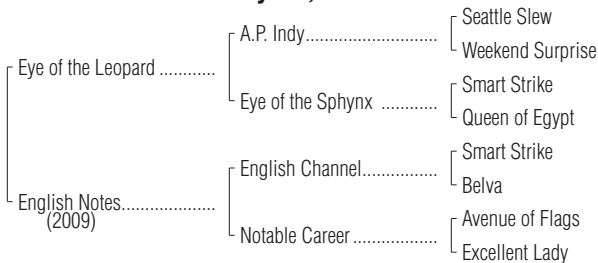 Seattle Slew
A.P. Indy.............................
Weekend Surprise
Eye of the Leopard ............
Smart Strike
Eye of the Sphynx ............
Queen of Egypt
Smart Strike
English Channel................
Belva
English Notes....................
(2009)
Avenue of Flags
Notable Career ..................
Excellent Lady